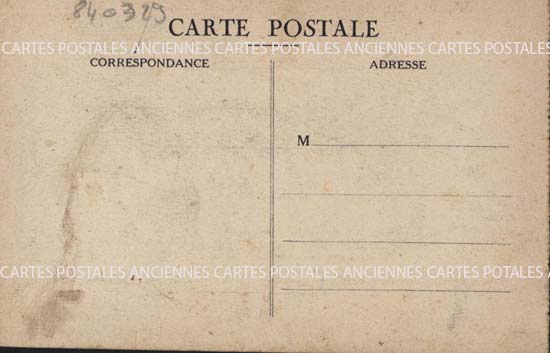 840329
CARTE POSTALE
CARTES POSTALES ANCIENNES CARTES POSTALES ANCIENNES CARTES POSTALES
CORRESPONDANCE
ADRESSE
M
CARTES POSTALES ANCIENNES CARTES POSTALES ANCIENNES CARTES POTALES